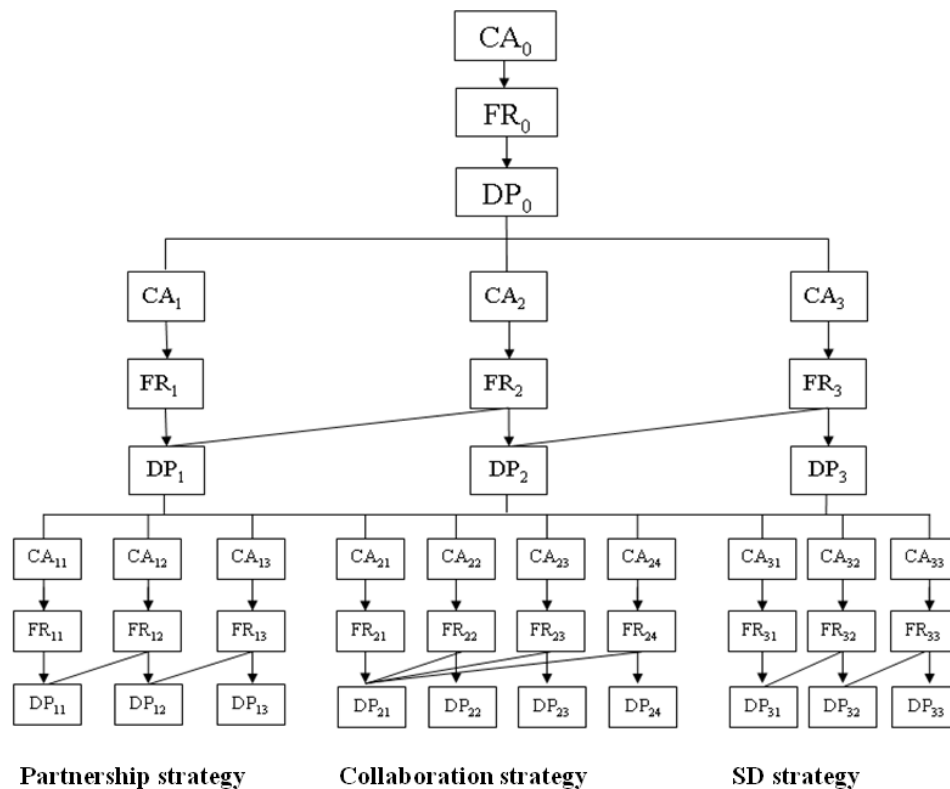 CA₀
FR₀
DP₀
CA₁ CA₂ CA₃
FR₁ FR₂ FR₃
DP₁ DP₂ DP₃
CA₁₁ CA₁₂ CA₁₃ CA₂₁ CA₂₂ CA₂₃ CA₂₄ CA₃₁ CA₃₂ CA₃₃
FR₁₁ FR₁₂ FR₁₃ FR₂₁ FR₂₂ FR₂₃ FR₂₄ FR₃₁ FR₃₂ FR₃₃
DP₁₁ DP₁₂ DP₁₃ DP₂₁ DP₂₂ DP₂₃ DP₂₄ DP₃₁ DP₃₂ DP₃₃
Partnership strategy Collaboration strategy SD strategy